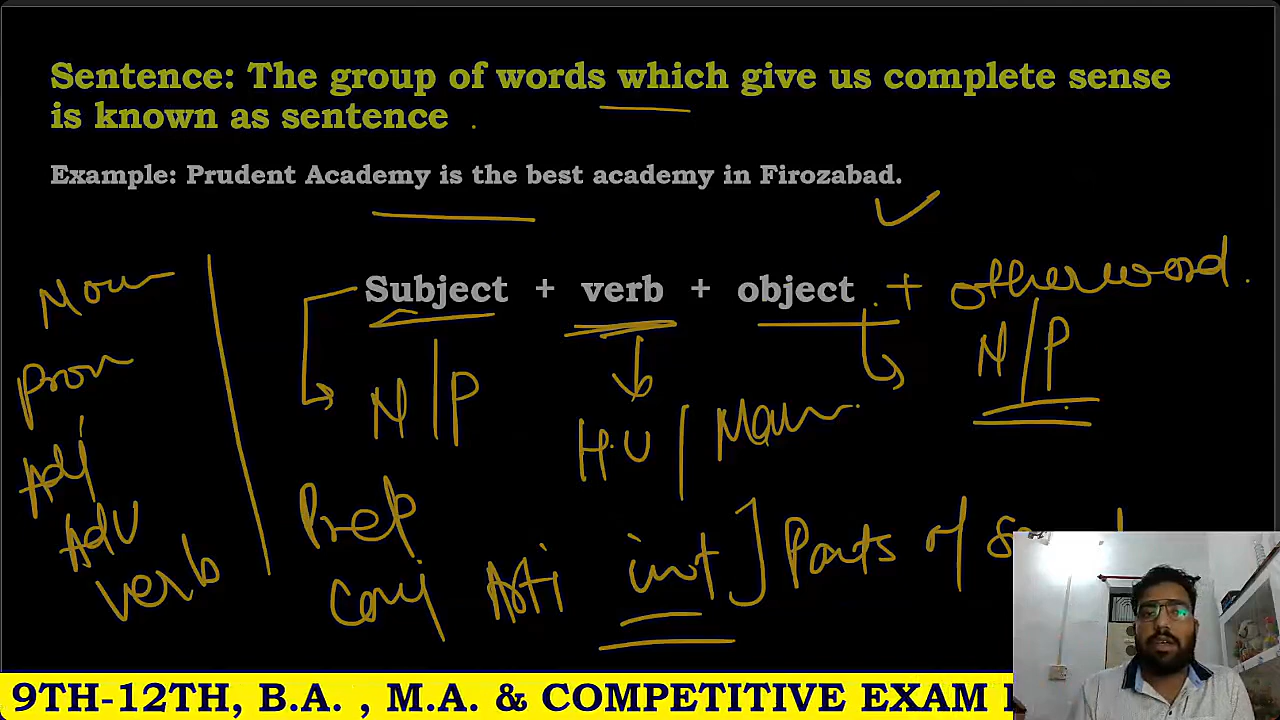 Sentence: The group of words which give us complete sense
is known as sentence .
Example: Prudent Academy is the best academy in Firozabad.
Subject + verb + object . + otherword.
N|P
H.V | Main
N|P
Noun
Pron
Adj
Adv
verb
Prep
Conj Arti int ] Parts of
9TH-12TH, B.A. , M.A. & COMPETITIVE EXAM